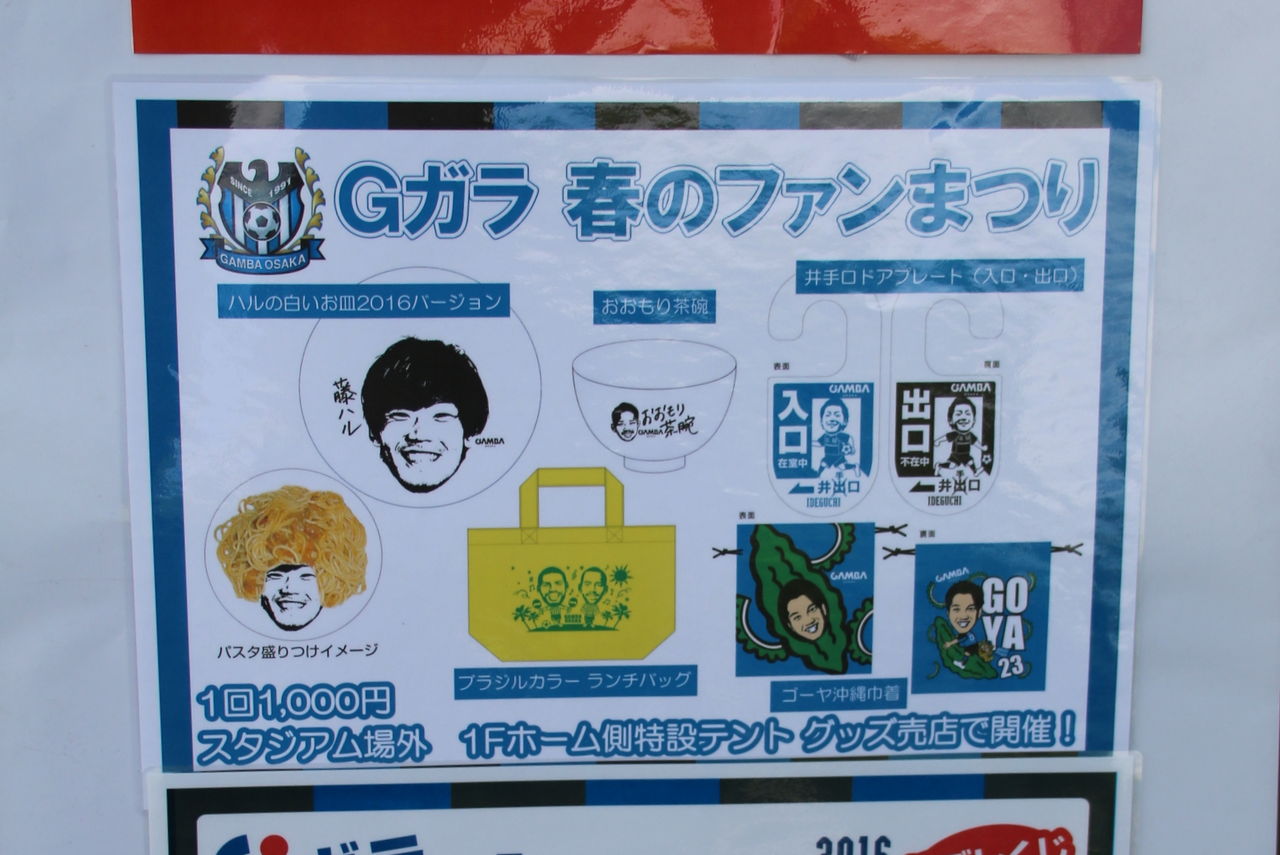 SINCE 1991
GAMBA OSAKA
Gガラ 春のファンまつり
ハルの白いお皿2016バージョン
おおもり茶碗
井手口ドアプレート（入口・出口）
藤ハル
GAMBA
おおもり
GAMBA 茶碗
表面
GAMBA
入口
在室中
井出口
IDEGUCHI
裏面
GAMBA
出口
不在中
井出口
IDEGUCHI
パスタ盛りつけイメージ
ブラジルカラー ランチバッグ
表面
GAMBA
裏面
GAMBA
GO
YA
23
ゴーヤ沖縄巾着
1回1,000円
スタジアム場外 1Fホーム側特設テント グッズ売店で開催！
2016